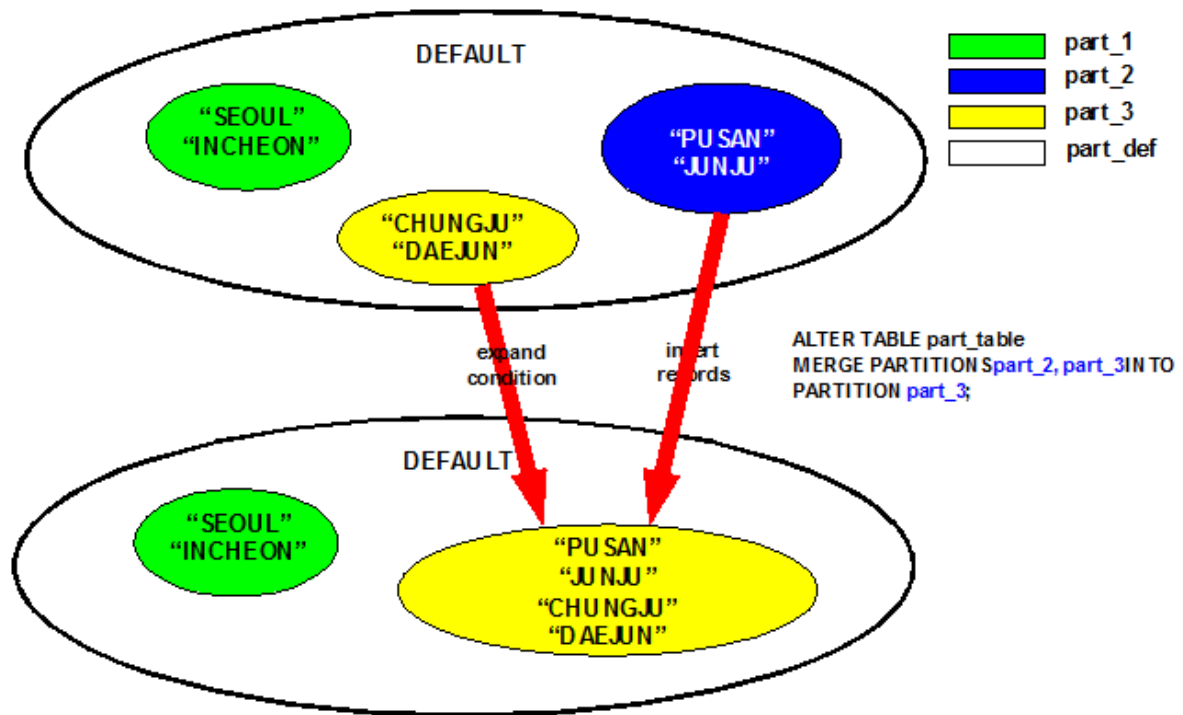 DEFAULT
“SEOUL”
“INCHEON”
“PUSAN”
“JUNJU”
“CHUNGJU”
“DAEJUN”
part_1
part_2
part_3
part_def
expand
condition
insert
records
ALTER TABLE part_table
MERGE PARTITIONS part_2, part_3 INTO
PARTITION part_3;
DEFAULT
“SEOUL”
“INCHEON”
“PUSAN”
“JUNJU”
“CHUNGJU”
“DAEJUN”